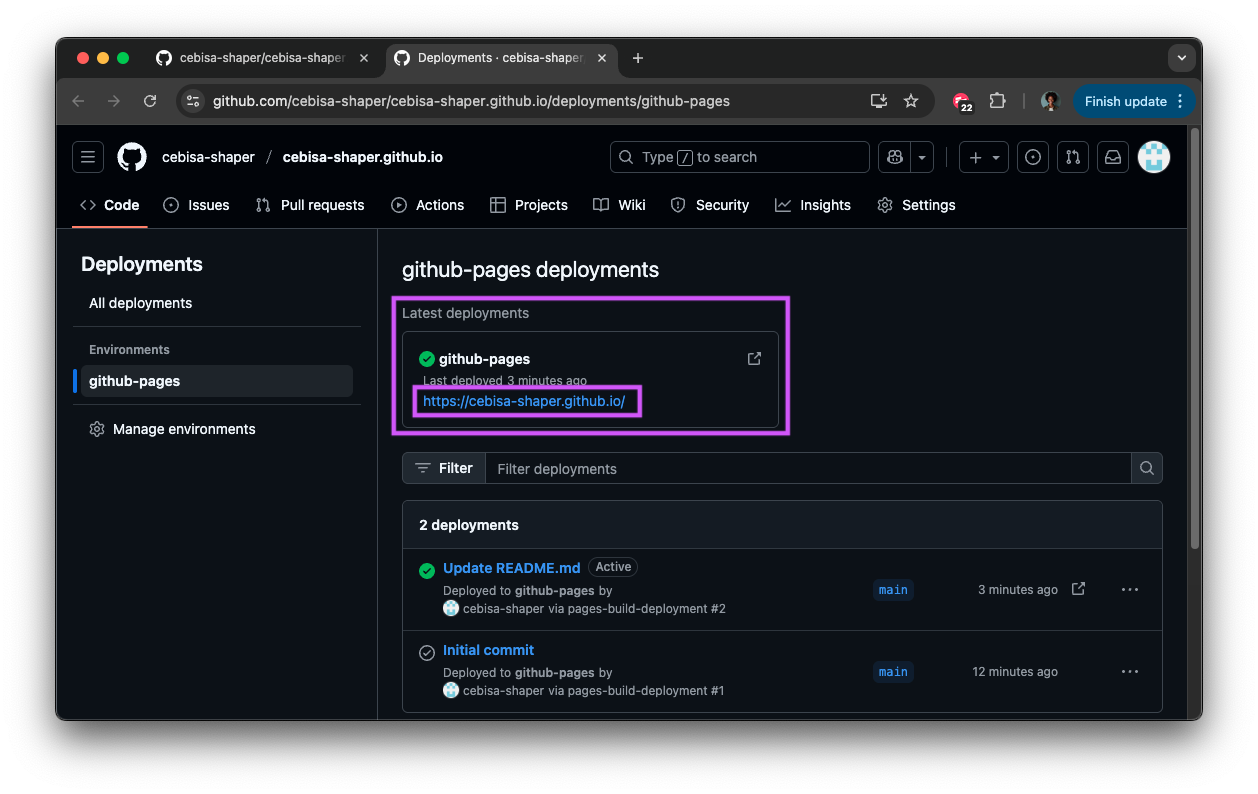 cebisa-shaper/cebisa-shaper
Deployments · cebisa-shaper
github.com/cebisa-shaper/cebisa-shaper.github.io/deployments/github-pages
22
Finish update
cebisa-shaper / cebisa-shaper.github.io
Type / to search
Code
Issues
Pull requests
Actions
Projects
Wiki
Security
Insights
Settings
Deployments
All deployments
Environments
github-pages
Manage environments
github-pages deployments
Latest deployments
github-pages
Last deployed 3 minutes ago
https://cebisa-shaper.github.io/
Filter
Filter deployments
2 deployments
Update README.md Active
Deployed to github-pages by
cebisa-shaper via pages-build-deployment #2
main
3 minutes ago
Initial commit
Deployed to github-pages by
cebisa-shaper via pages-build-deployment #1
main
12 minutes ago